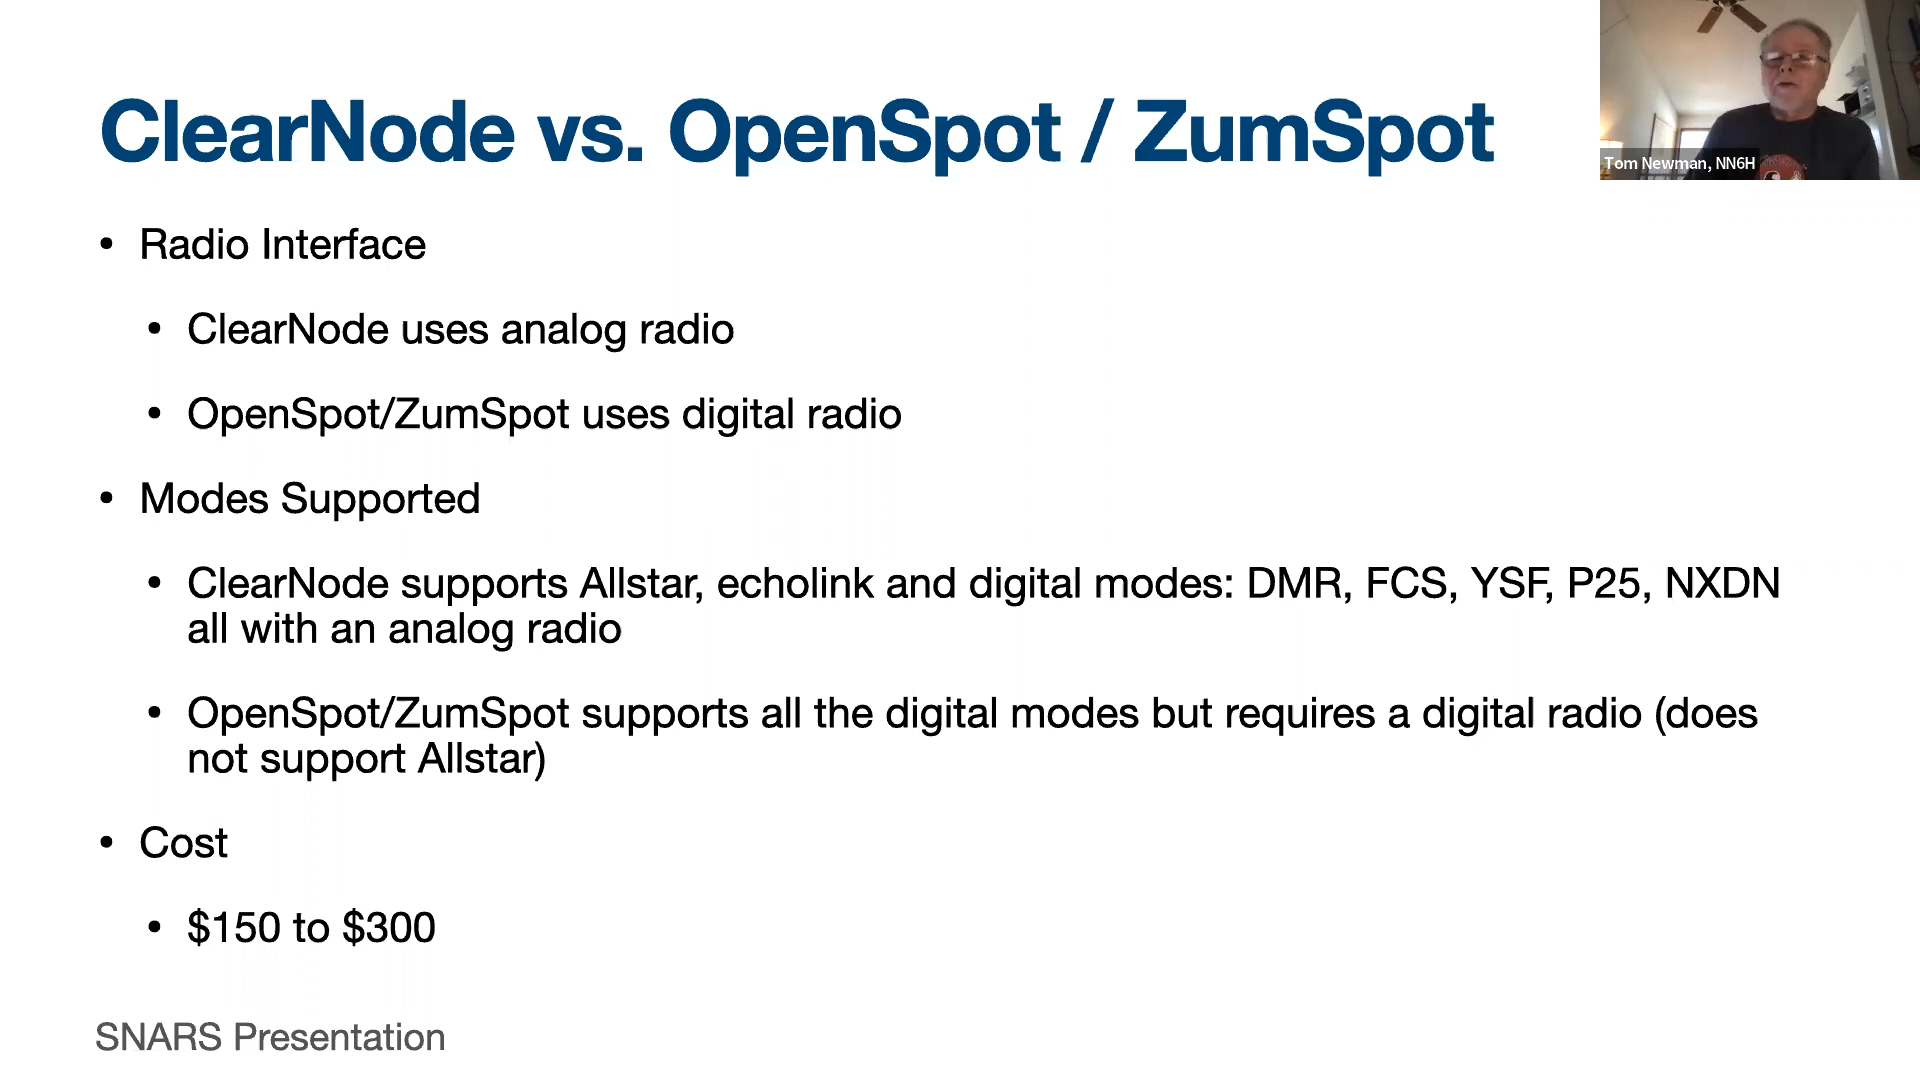 ClearNode vs. OpenSpot / ZumSpot
Tom Newman, NN6H
• Radio Interface
• ClearNode uses analog radio
• OpenSpot/ZumSpot uses digital radio
• Modes Supported
• ClearNode supports Allstar, echolink and digital modes: DMR, FCS, YSF, P25, NXDN
all with an analog radio
• OpenSpot/ZumSpot supports all the digital modes but requires a digital radio (does
not support Allstar)
• Cost
• $150 to $300
SNARS Presentation